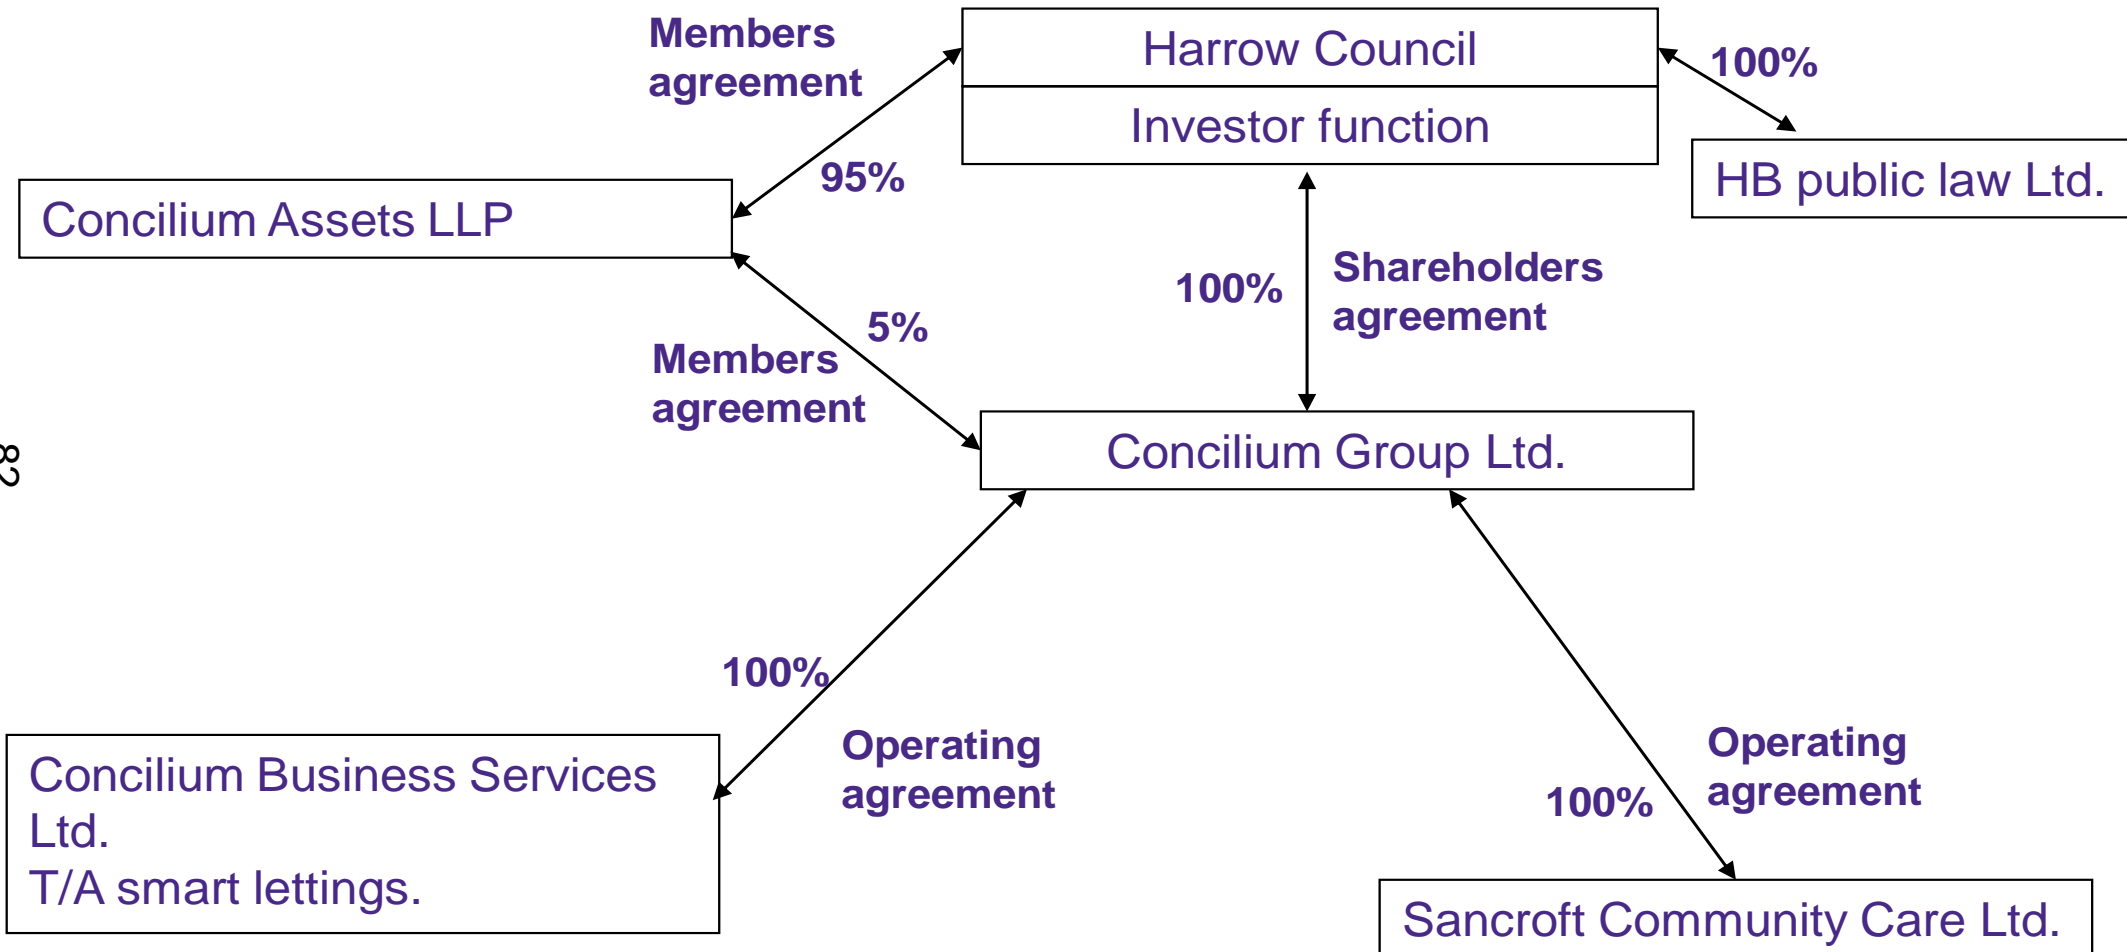 Members
agreement
Harrow Council
Investor function
100%
HB public law Ltd.
95%
Concilium Assets LLP
100%
Shareholders
agreement
5%
Members
agreement
Concilium Group Ltd.
82
100%
Operating
agreement
Concilium Business Services
Ltd.
T/A smart lettings.
Operating
agreement
100%
Sancroft Community Care Ltd.